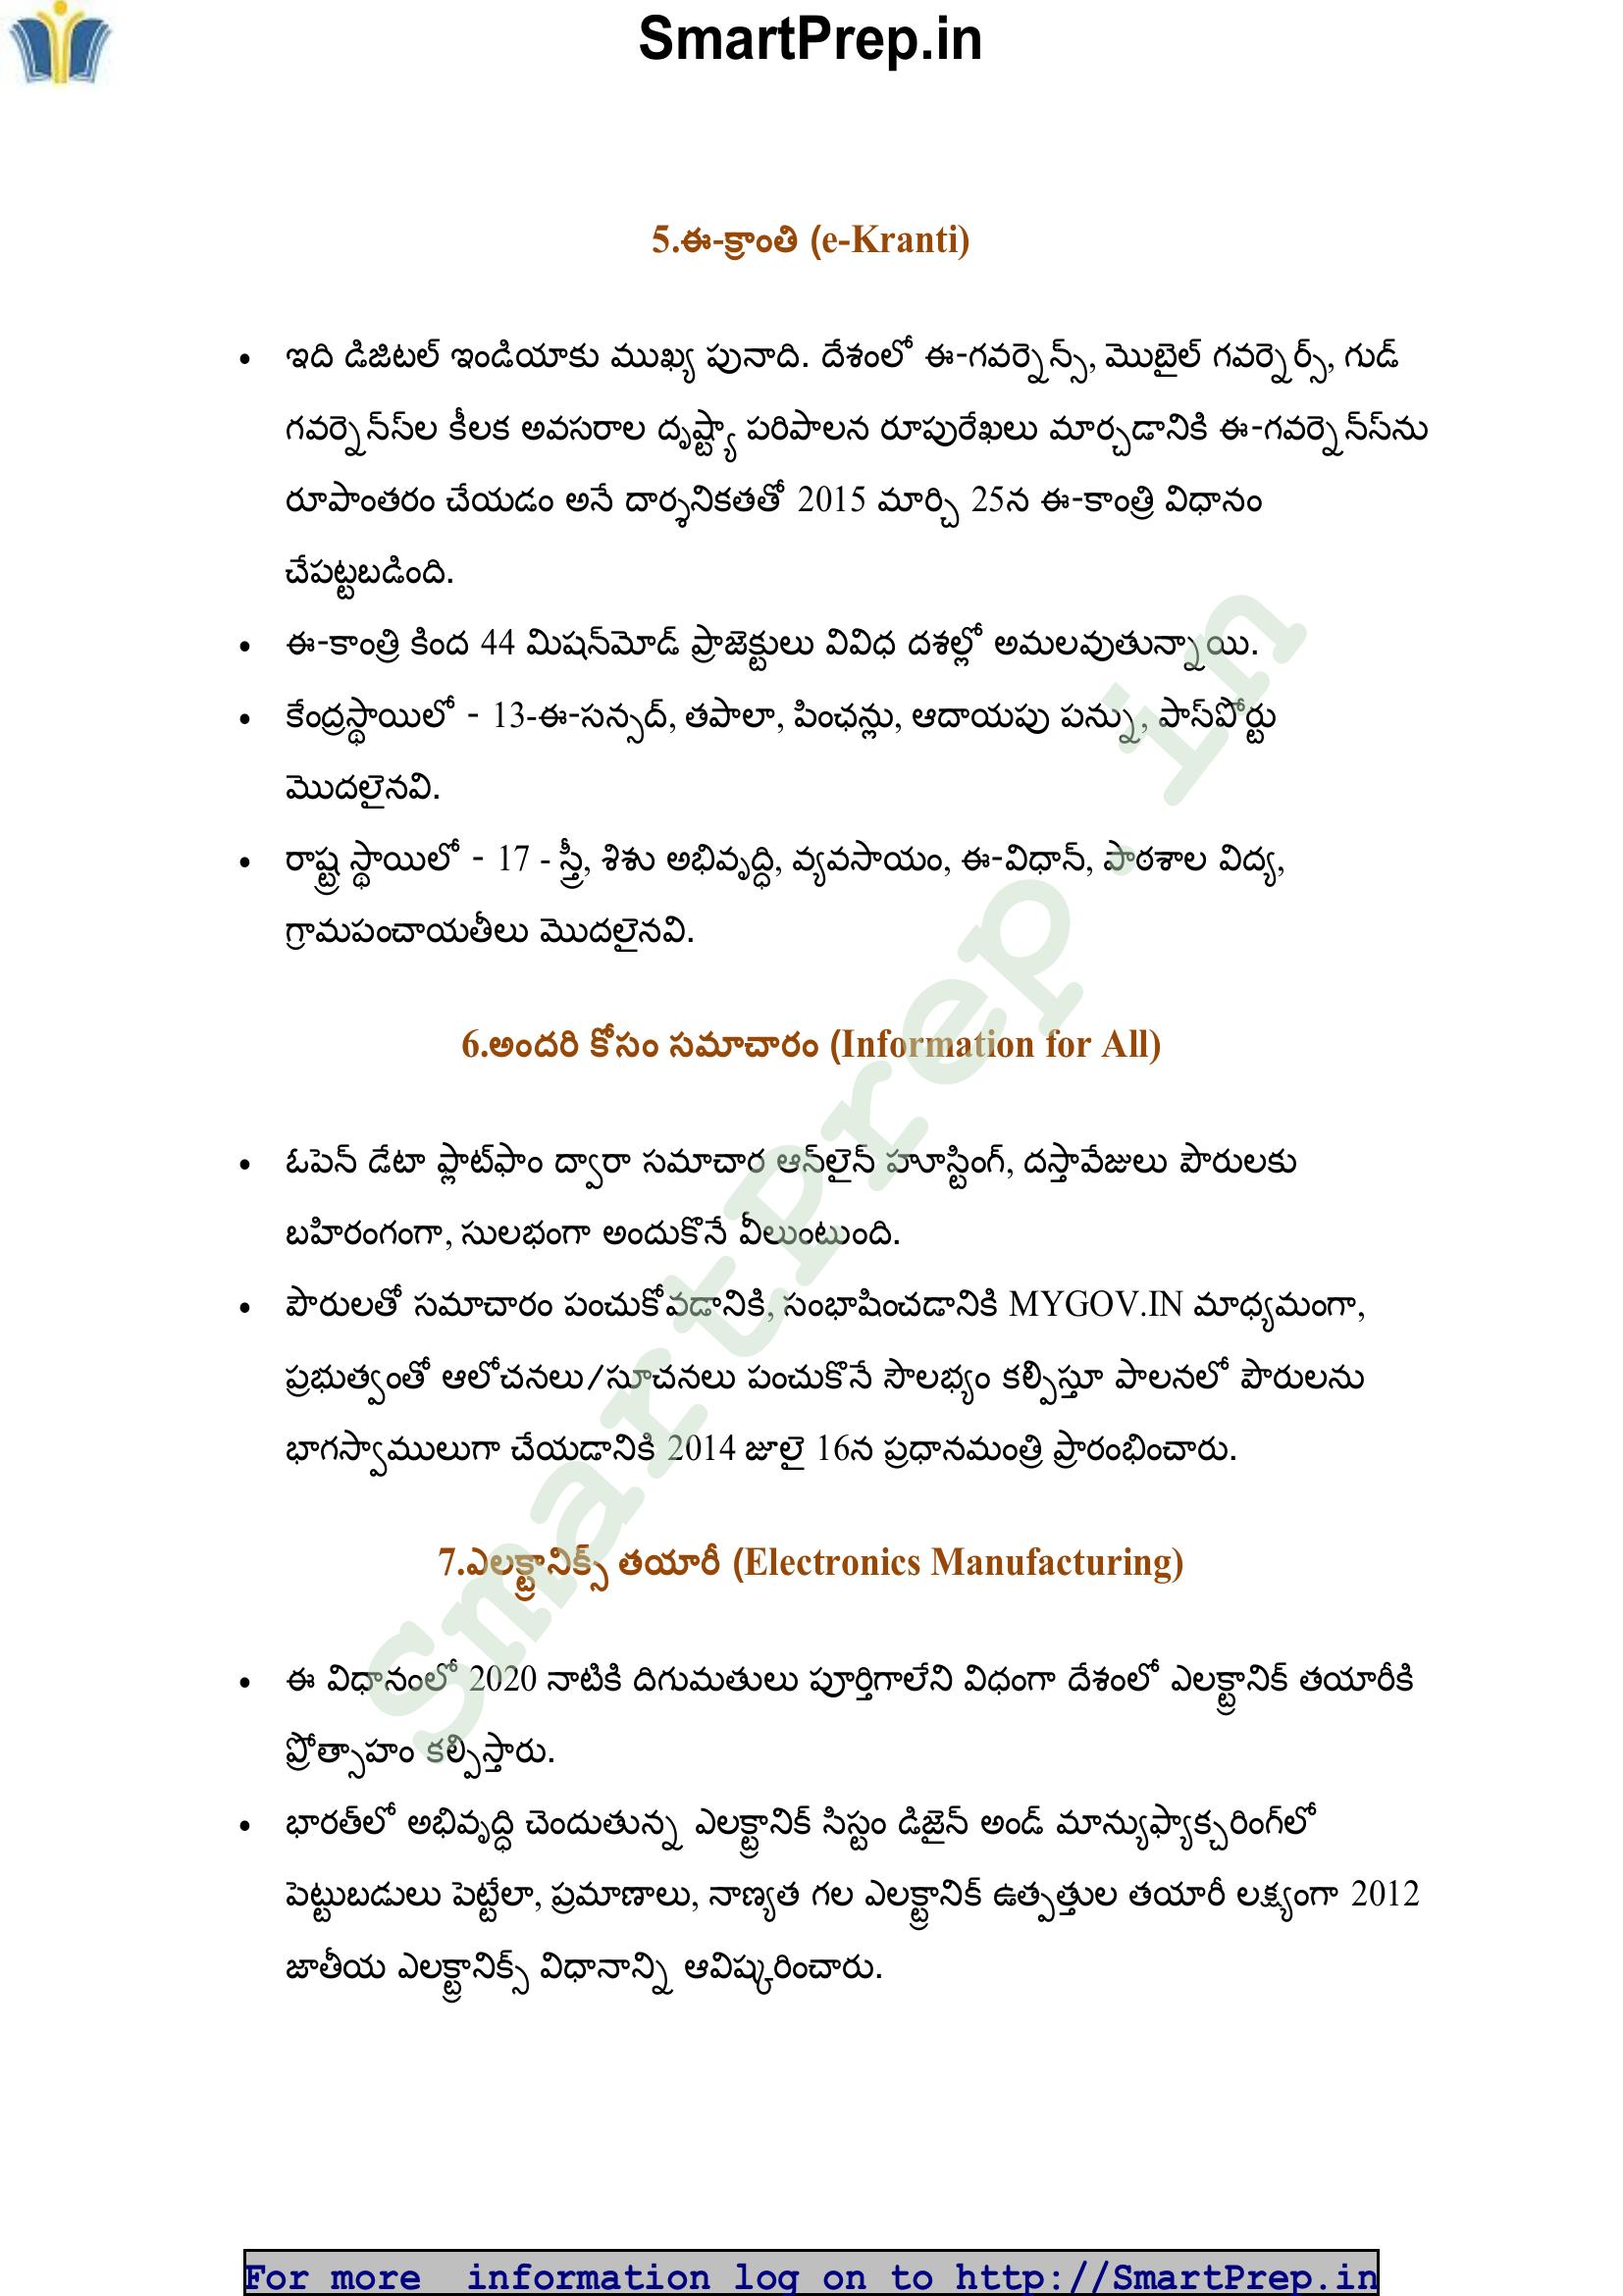 SmartPrep.in
5.ఈ-క్రాంతి (e-Kranti)
• ఇది డిజిటల్ ఇండియాకు ముఖ్య పునాది. దేశంలో ఈ-గవర్నెన్స్, మొబైల్ గవర్నెర్స్, గుడ్
గవర్నెన్స్‌ల కీలక అవసరాల దృష్ట్యా పరిపాలన రూపురేఖలు మార్చడానికి ఈ-గవర్నెన్స్‌ను
రూపాంతరం చేయడం అనే దార్శనికతతో 2015 మార్చి 25న ఈ-కాంత్రి విధానం
చేపట్టబడింది.
• ఈ-కాంత్రి కింద 44 మిషన్‌మోడ్ ప్రాజెక్టులు వివిధ దశల్లో అమలవుతున్నాయి.
• కేంద్రస్థాయిలో - 13-ఈ-సన్సద్, తపాలా, పింఛన్లు, ఆదాయపు పన్ను, పాస్‌పోర్టు
మొదలైనవి.
• రాష్ట్ర స్థాయిలో - 17 - స్త్రీ, శిశు అభివృద్ధి, వ్యవసాయం, ఈ-విధాన్, పాఠశాల విద్య,
గ్రామపంచాయతీలు మొదలైనవి.
6.అందరి కోసం సమాచారం (Information for All)
• ఓపెన్ డేటా ఫ్లాట్‌ఫాం ద్వారా సమాచార ఆన్‌లైన్ హూస్టింగ్, దస్తావేజులు పౌరులకు
బహిరంగంగా, సులభంగా అందుకొనే వీలుంటుంది.
• పౌరులతో సమాచారం పంచుకోవడానికి, సంభాషించడానికి MYGOV.IN మాధ్యమంగా,
ప్రభుత్వంతో ఆలోచనలు/సూచనలు పంచుకొనే సౌలభ్యం కల్పిస్తూ పాలనలో పౌరులను
భాగస్వాములుగా చేయడానికి 2014 జూలై 16న ప్రధానమంత్రి ప్రారంభించారు.
7.ఎలక్ట్రానిక్స్ తయారీ (Electronics Manufacturing)
• ఈ విధానంలో 2020 నాటికి దిగుమతులు పూర్తిగాలేని విధంగా దేశంలో ఎలక్ట్రానిక్ తయారీకి
ప్రోత్సాహం కల్పిస్తారు.
• భారత్‌లో అభివృద్ధి చెందుతున్న ఎలక్ట్రానిక్ సిస్టం డిజైన్ అండ్ మాన్యుఫ్యాక్చరింగ్‌లో
పెట్టుబడులు పెట్టేలా, ప్రమాణాలు, నాణ్యత గల ఎలక్ట్రానిక్ ఉత్పత్తుల తయారీ లక్ష్యంగా 2012
జాతీయ ఎలక్ట్రానిక్స్ విధానాన్ని ఆవిష్కరించారు.
SmartPrep.in
For more  information log on to http://SmartPrep.in